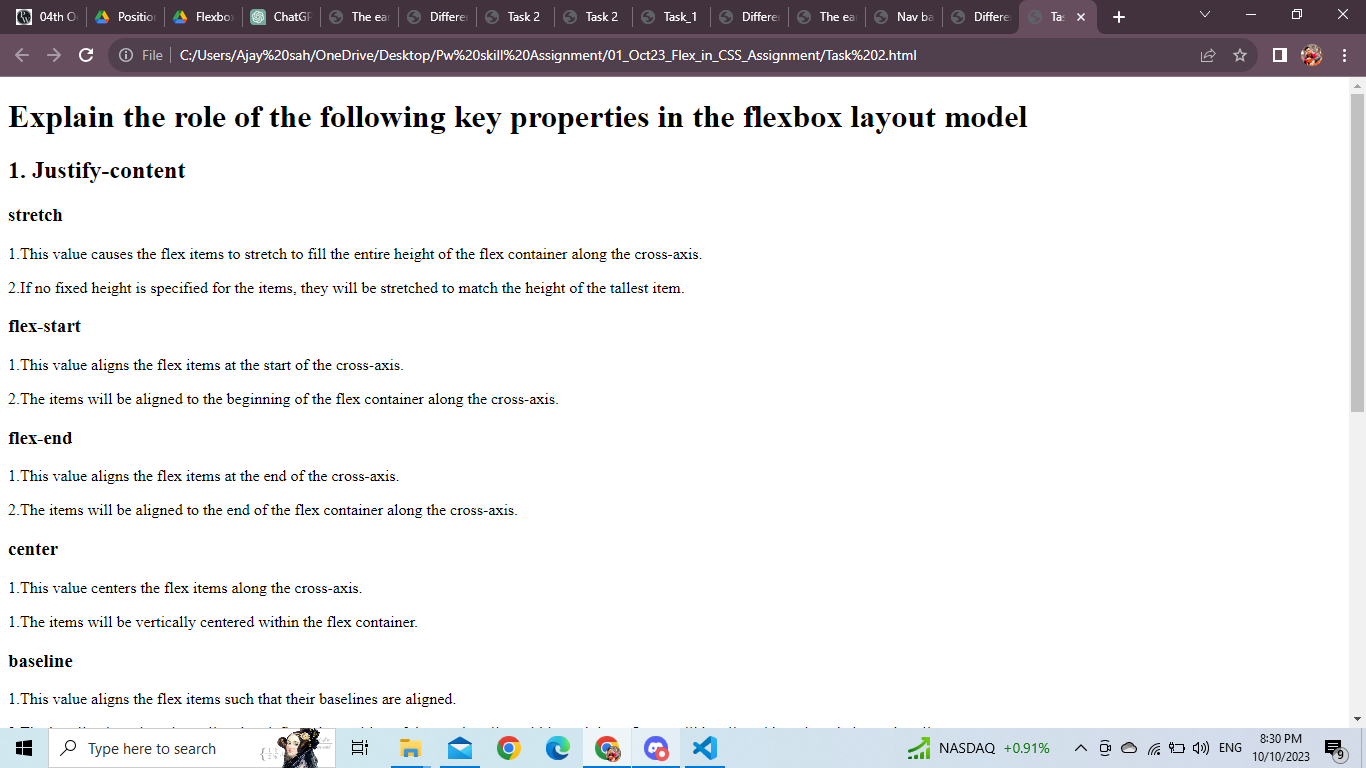 04th O
Position
Flexbo
ChatGP
The ear
Differe
Task 2
Task 2
Task_1
Differe
The ear
Nav ba
Differe
Ta
File
C:/Users/Ajay%20sah/OneDrive/Desktop/Pw%20skill%20Assignment/01_Oct23_Flex_in_CSS_Assignment/Task%202.html
Explain the role of the following key properties in the flexbox layout model
1. Justify-content
stretch
1.This value causes the flex items to stretch to fill the entire height of the flex container along the cross-axis.
2.If no fixed height is specified for the items, they will be stretched to match the height of the tallest item.
flex-start
1.This value aligns the flex items at the start of the cross-axis.
2.The items will be aligned to the beginning of the flex container along the cross-axis.
flex-end
1.This value aligns the flex items at the end of the cross-axis.
2.The items will be aligned to the end of the flex container along the cross-axis.
center
1.This value centers the flex items along the cross-axis.
1.The items will be vertically centered within the flex container.
baseline
1.This value aligns the flex items such that their baselines are aligned.
Type here to search
NASDAQ +0.91%
ENG
8:30 PM
10/10/2023
9